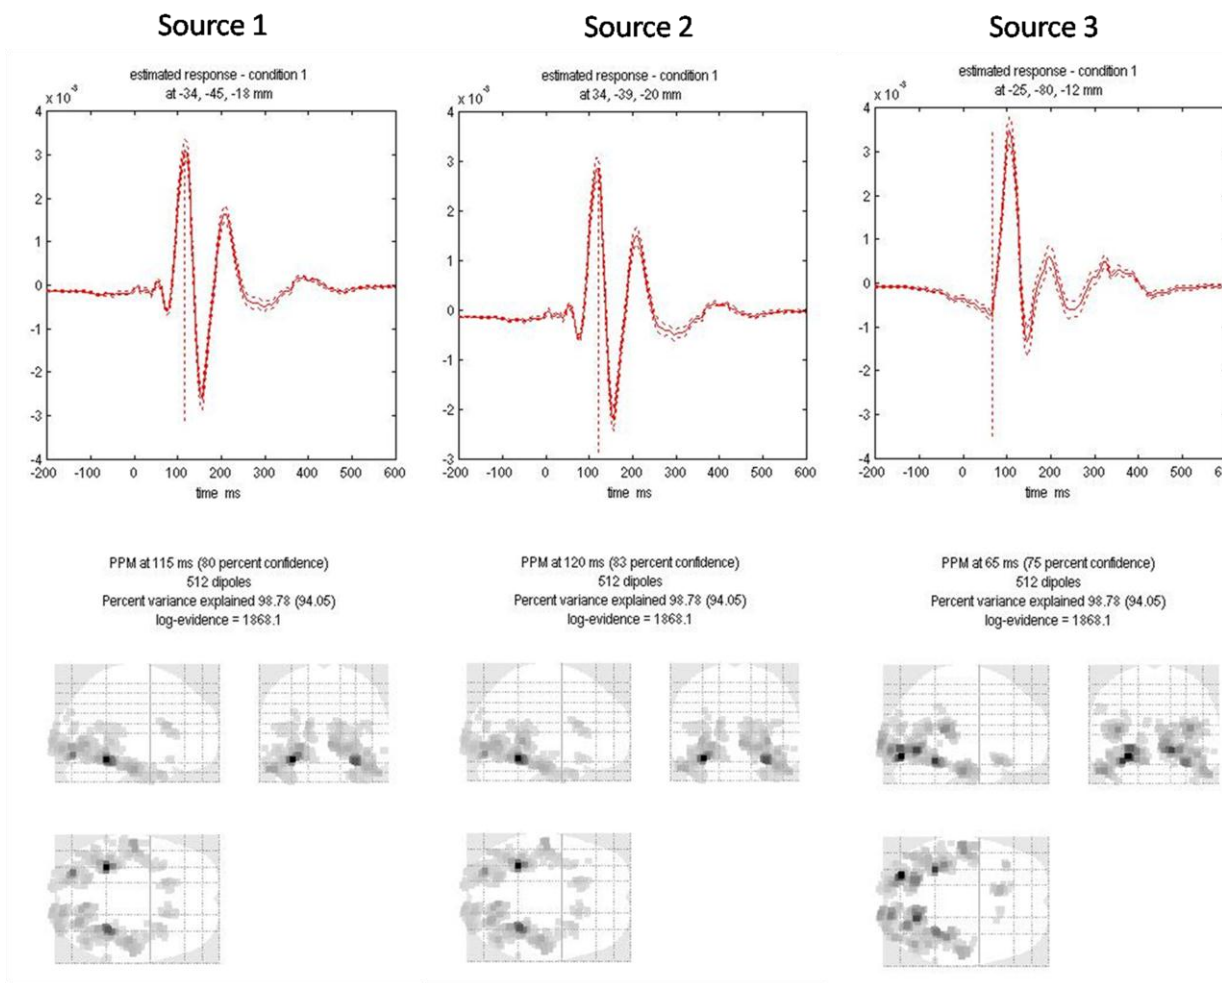 Source 1
estimated response - condition 1
at -34, -45, -18 mm
x 10⁻³
4
3
2
1
0
-1
-2
-3
-4
-200 -100 0 100 200 300 400 500 600
time ms
PPM at 115 ms (80 percent confidence)
512 dipoles
Percent variance explained 98.78 (94.05)
log-evidence = 1868.1
Source 2
estimated response - condition 1
at 34, -39, -20 mm
x 10⁻³
4
3
2
1
0
-1
-2
-3
-200 -100 0 100 200 300 400 500 600
time ms
PPM at 120 ms (83 percent confidence)
512 dipoles
Percent variance explained 98.78 (94.05)
log-evidence = 1868.1
Source 3
estimated response - condition 1
at -25, -80, -12 mm
x 10⁻³
4
3
2
1
0
-1
-2
-3
-4
-200 -100 0 100 200 300 400 500
time ms
PPM at 65 ms (75 percent confidence)
512 dipoles
Percent variance explained 98.78 (94.05)
log-evidence = 1868.1